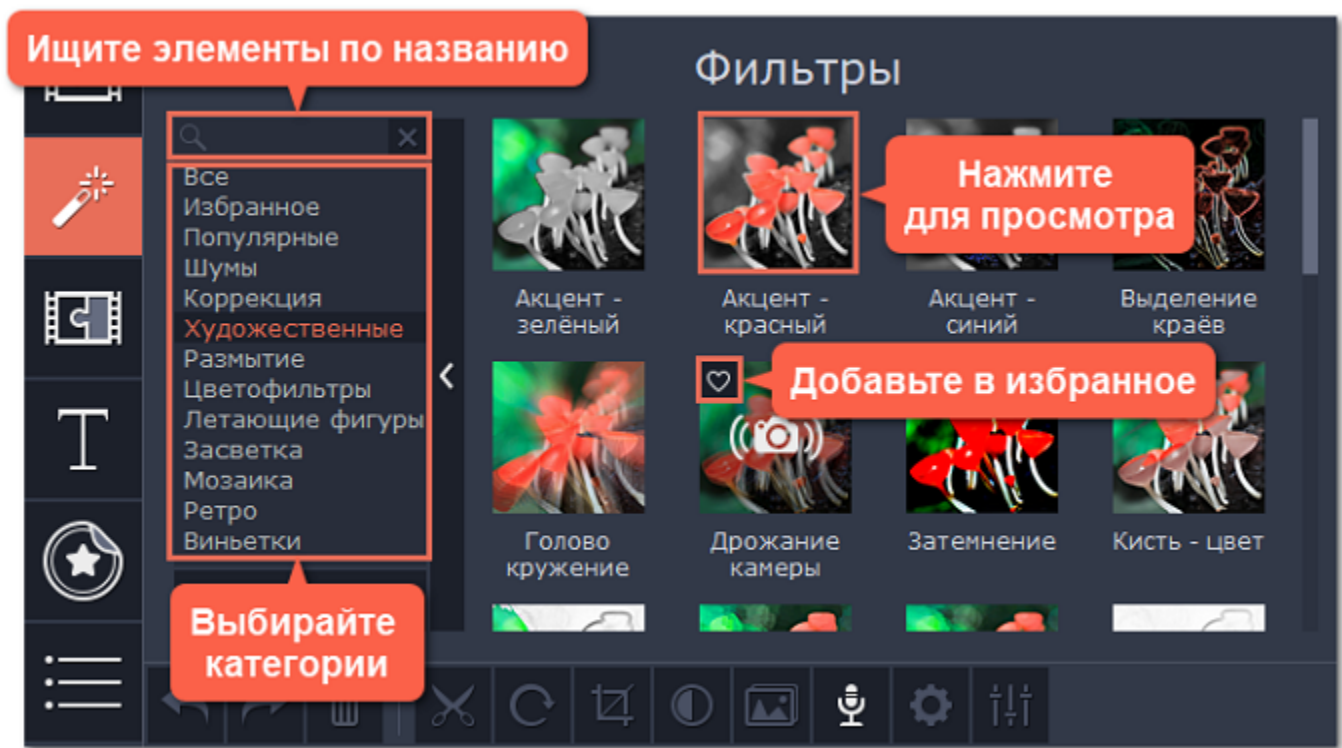 Ищите элементы по названию
Фильтры
Все
Избранное
Популярные
Шумы
Коррекция
Художественные
Размытие
Цветофильтры
Летающие фигуры
Засветка
Мозаика
Ретро
Виньетки
Выбирайте
категории
Нажмите
для просмотра
Акцент -
зелёный
Акцент -
красный
Акцент -
синий
Выделение
краёв
Добавьте в избранное
Голово
кружение
Дрожание
камеры
Затемнение
Кисть - цвет
T